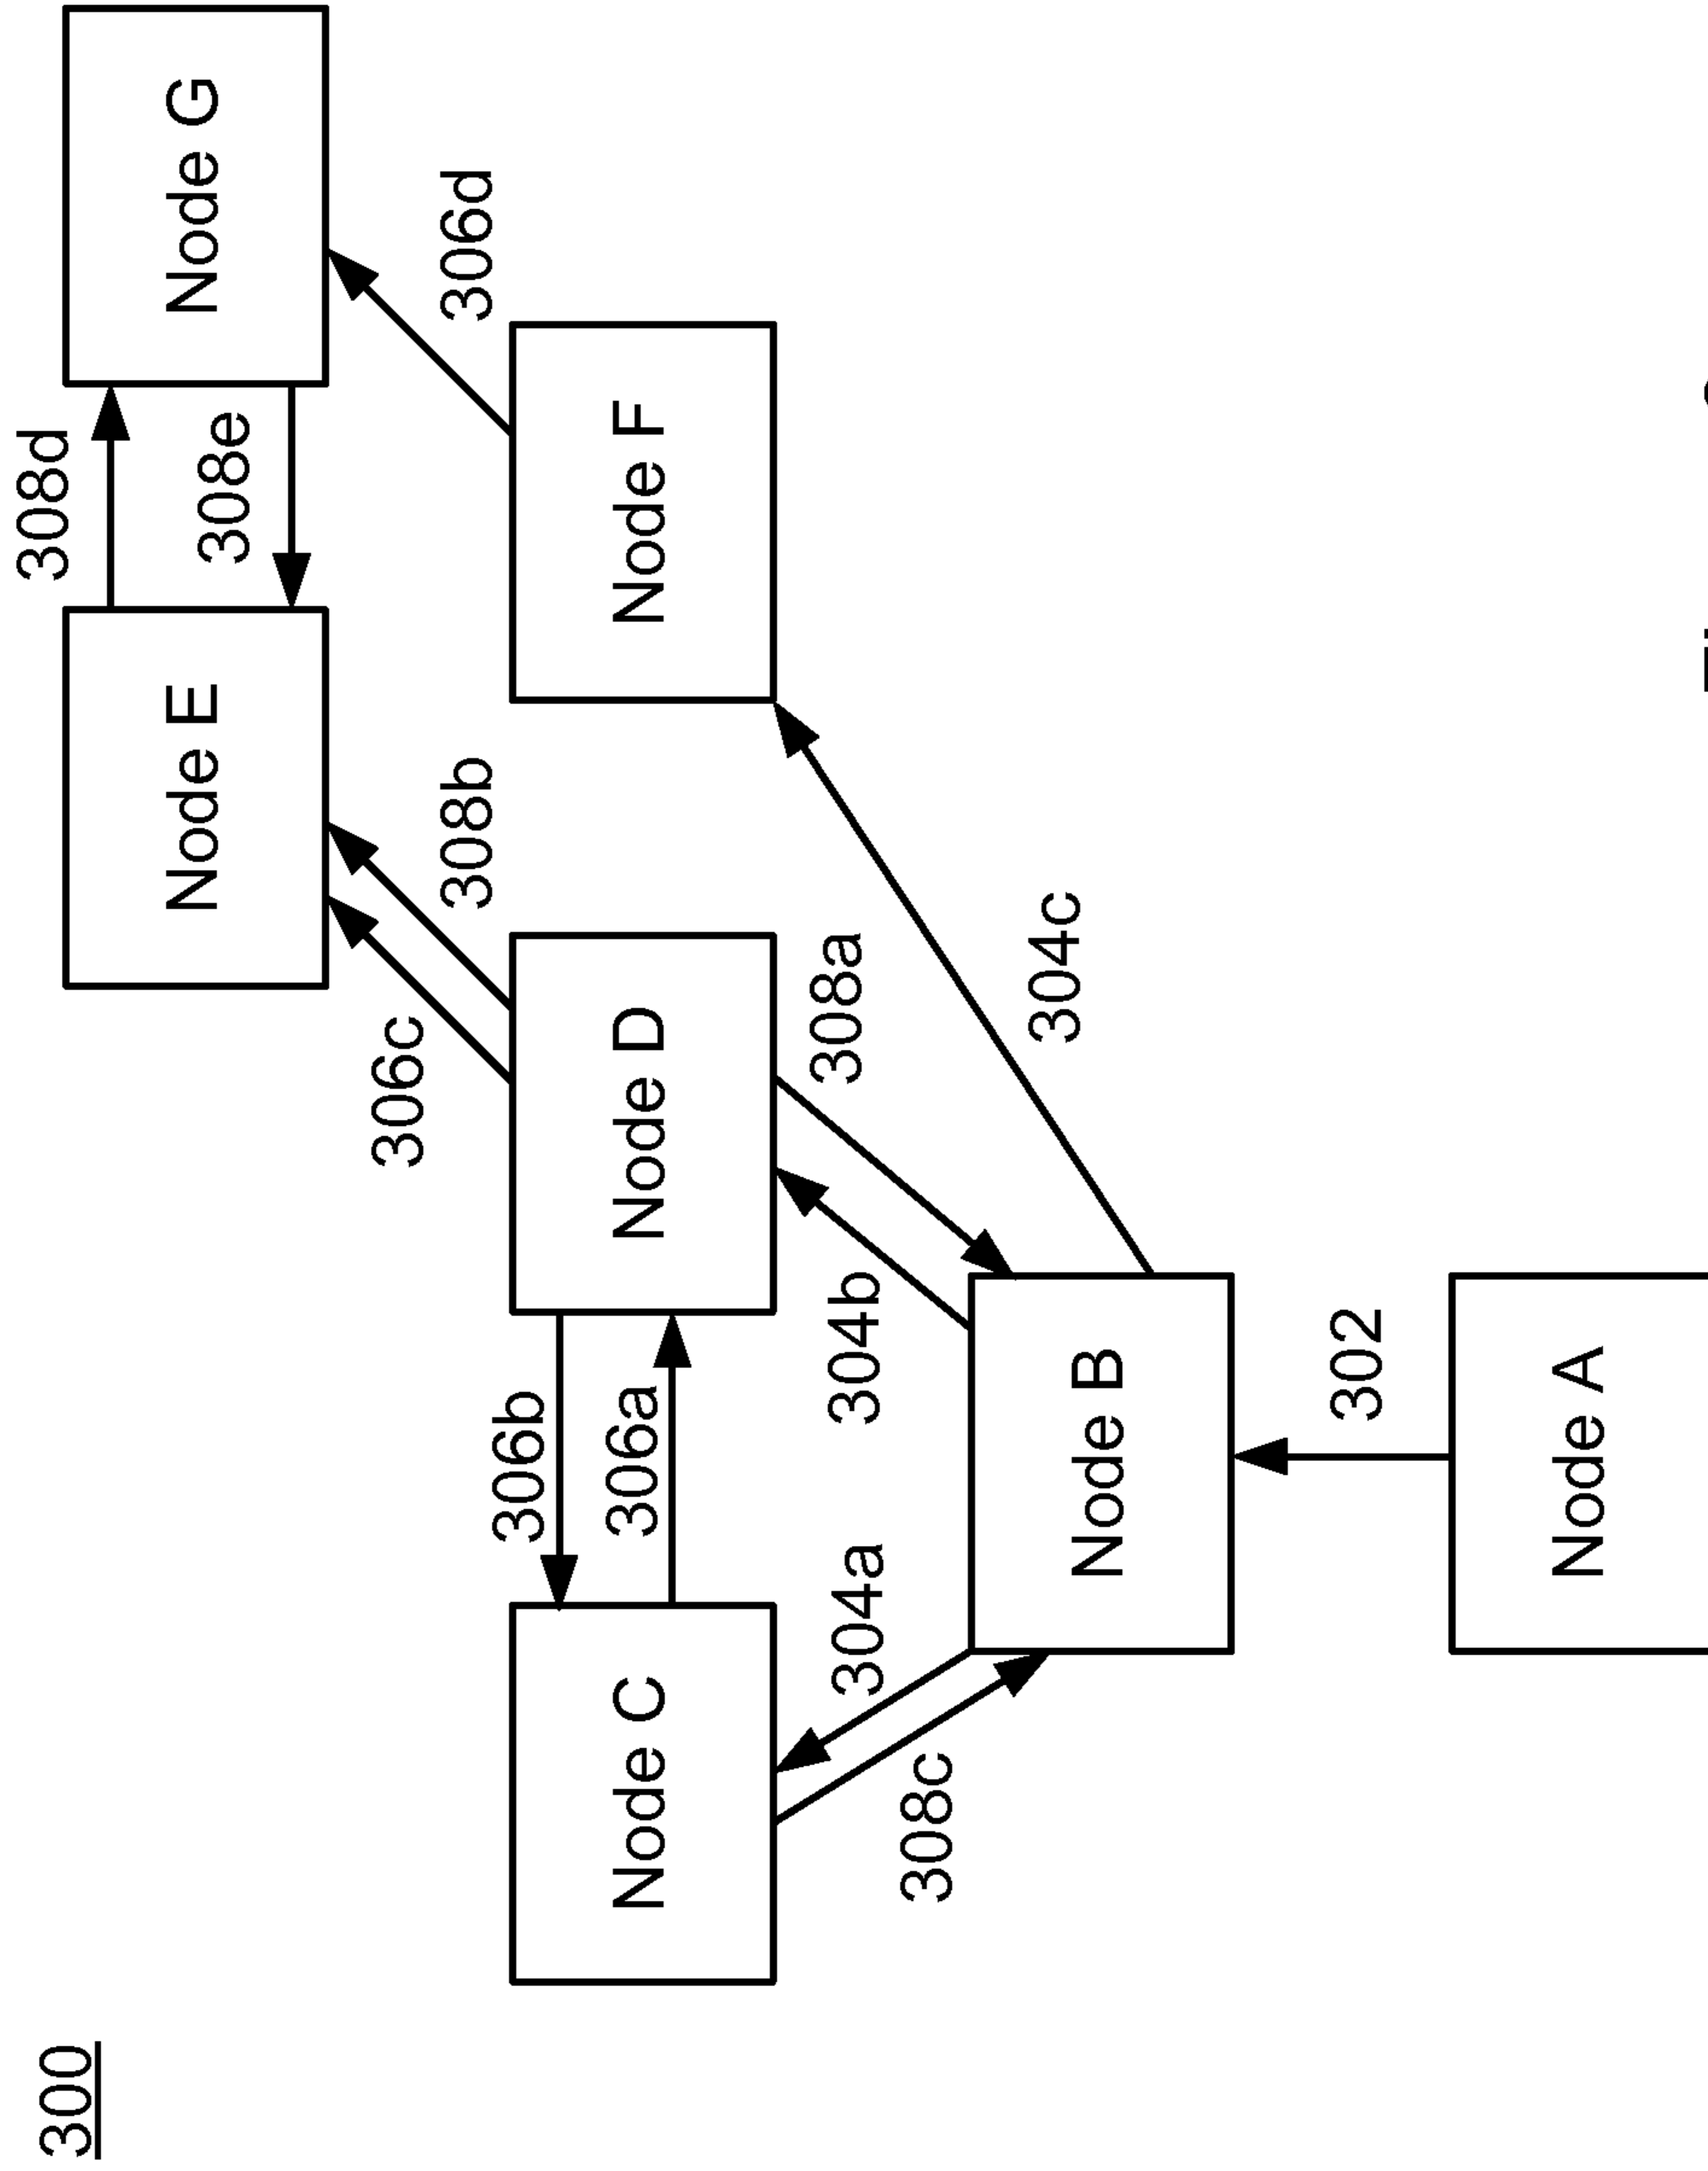 300
308d
Node E
Node G
308e
306c
308b
306d
306b
306a
Node C
Node D
Node F
308a
304b
304a
308c
304c
Node B
302
Node A